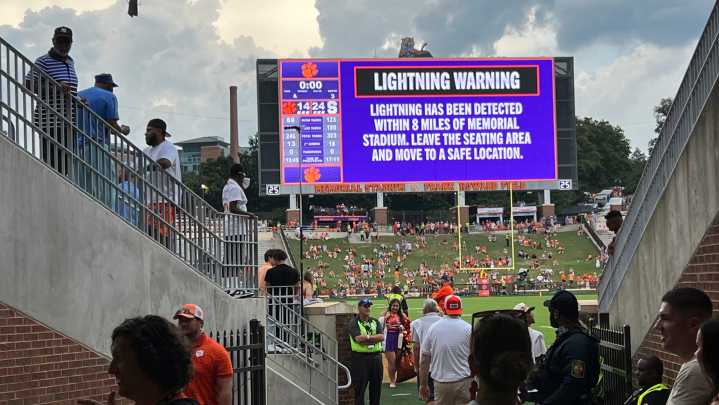 LIGHTNING WARNING
LIGHTNING HAS BEEN DETECTED
WITHIN 8 MILES OF MEMORIAL
STADIUM. LEAVE THE SEATING AREA
AND MOVE TO A SAFE LOCATION.
0:00
14 24 S
25
25
MEMORIAL STADIUM